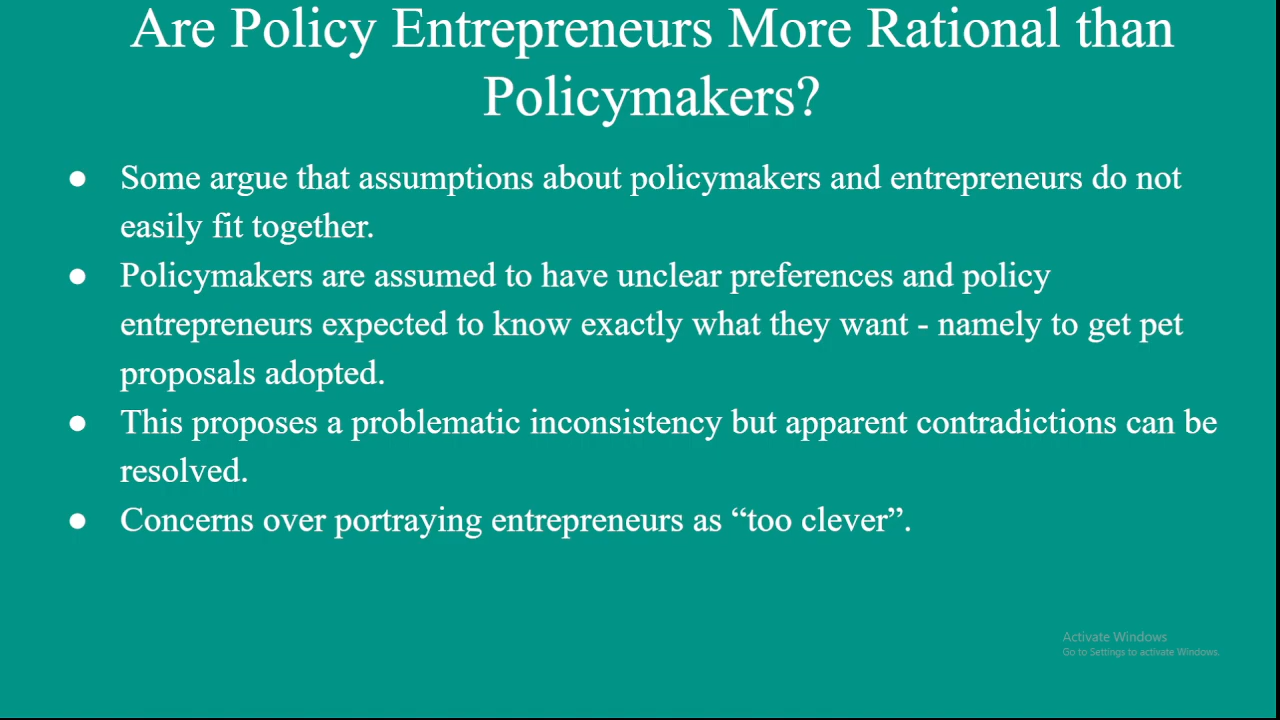 Are Policy Entrepreneurs More Rational than
Policymakers?
● Some argue that assumptions about policymakers and entrepreneurs do not
easily fit together.
● Policymakers are assumed to have unclear preferences and policy
entrepreneurs expected to know exactly what they want - namely to get pet
proposals adopted.
● This proposes a problematic inconsistency but apparent contradictions can be
resolved.
● Concerns over portraying entrepreneurs as “too clever”.
Activate Windows
Go to Settings to activate Windows.